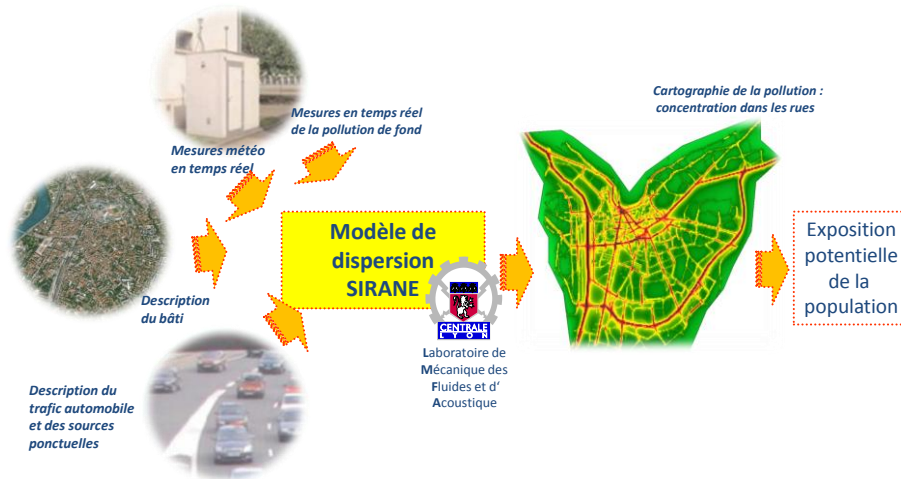 Mesures en temps réel
de la pollution de fond
Mesures météo
en temps réel
Description
du bâti
Description du
trafic automobile
et des sources
ponctuelles
Modèle de
dispersion
SIRANE
CENTRALE
LYON
Laboratoire de
Mécanique des
Fluides et d‘
Acoustique
Cartographie de la pollution :
concentration dans les rues
Exposition
potentielle
de la
population